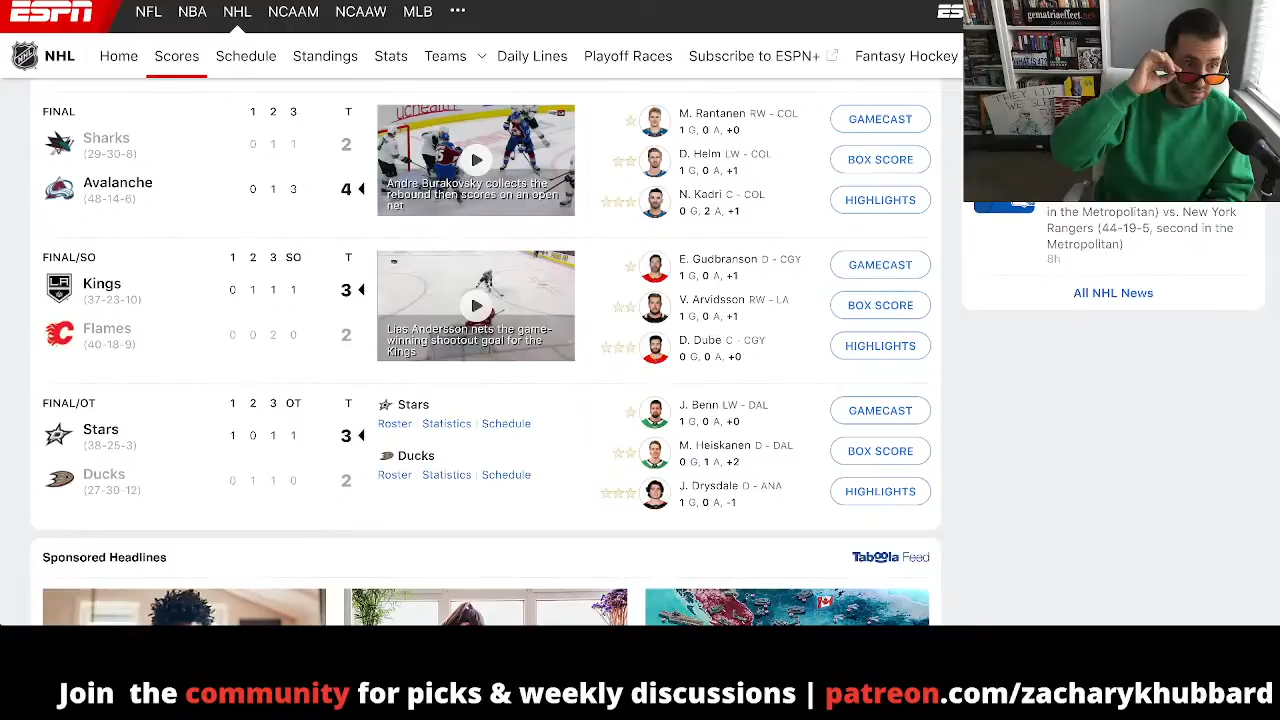 ESPN NFL NBA NHL NCAAM NCAAW MLB ••• ES
NHL Home Scores Schedu Standing Teams Daily Lines Playoff Races Subscribe to ESPN+ Fantasy Hockey
gematriaeffect.net
THEY LIVE
WE SLEEP
FINAL 2 3
Sharks 0 1 1 2
(29-30-8)
Avalanche 0 1 3 4
(48-14-6)
Andre Burakovsky collects the
rebound then scores on an open
net
M. Rantanen RW - COL
1 G, 0 A, +0
D. Helm LW - COL
1 G, 0 A, +1
N. Kadri C - COL
0 G, 2 A, +1
GAMECAST
BOX SCORE
HIGHLIGHTS
FINAL/SO 1 2 3 SO T
Kings 0 1 1 1 3
(37-23-10)
Flames 0 0 2 0 2
(40-18-9)
Lias Andersson nets the game-
winning shootout goal for the
Kings
E. Gudbranson D - CGY
1 G, 0 A, +1
V. Arvidsson RW - LA
1 G, 0 A, +1
D. Dube C - CGY
0 G, 0 A, +0
GAMECAST
BOX SCORE
HIGHLIGHTS
FINAL/OT 1 2 3 OT T
Stars 1 0 1 1 3
(38-25-3)
Ducks 0 1 1 0 2
(27-30-12)
Stars
Roster Statistics Schedule
Ducks
Roster Statistics Schedule
J. Benn LW - DAL
1 G, 0 A, +0
M. Heiskanen D - DAL
0 G, 1 A, +2
J. Drysdale D - ANA
1 G, 0 A, -1
GAMECAST
BOX SCORE
HIGHLIGHTS
in the Metropolitan) vs. New York
Rangers (44-19-5, second in the
Metropolitan)
8h
All NHL News
Sponsored Headlines
Taboola Feed
Join the community for picks & weekly discussions | patreon.com/zacharykhubbard